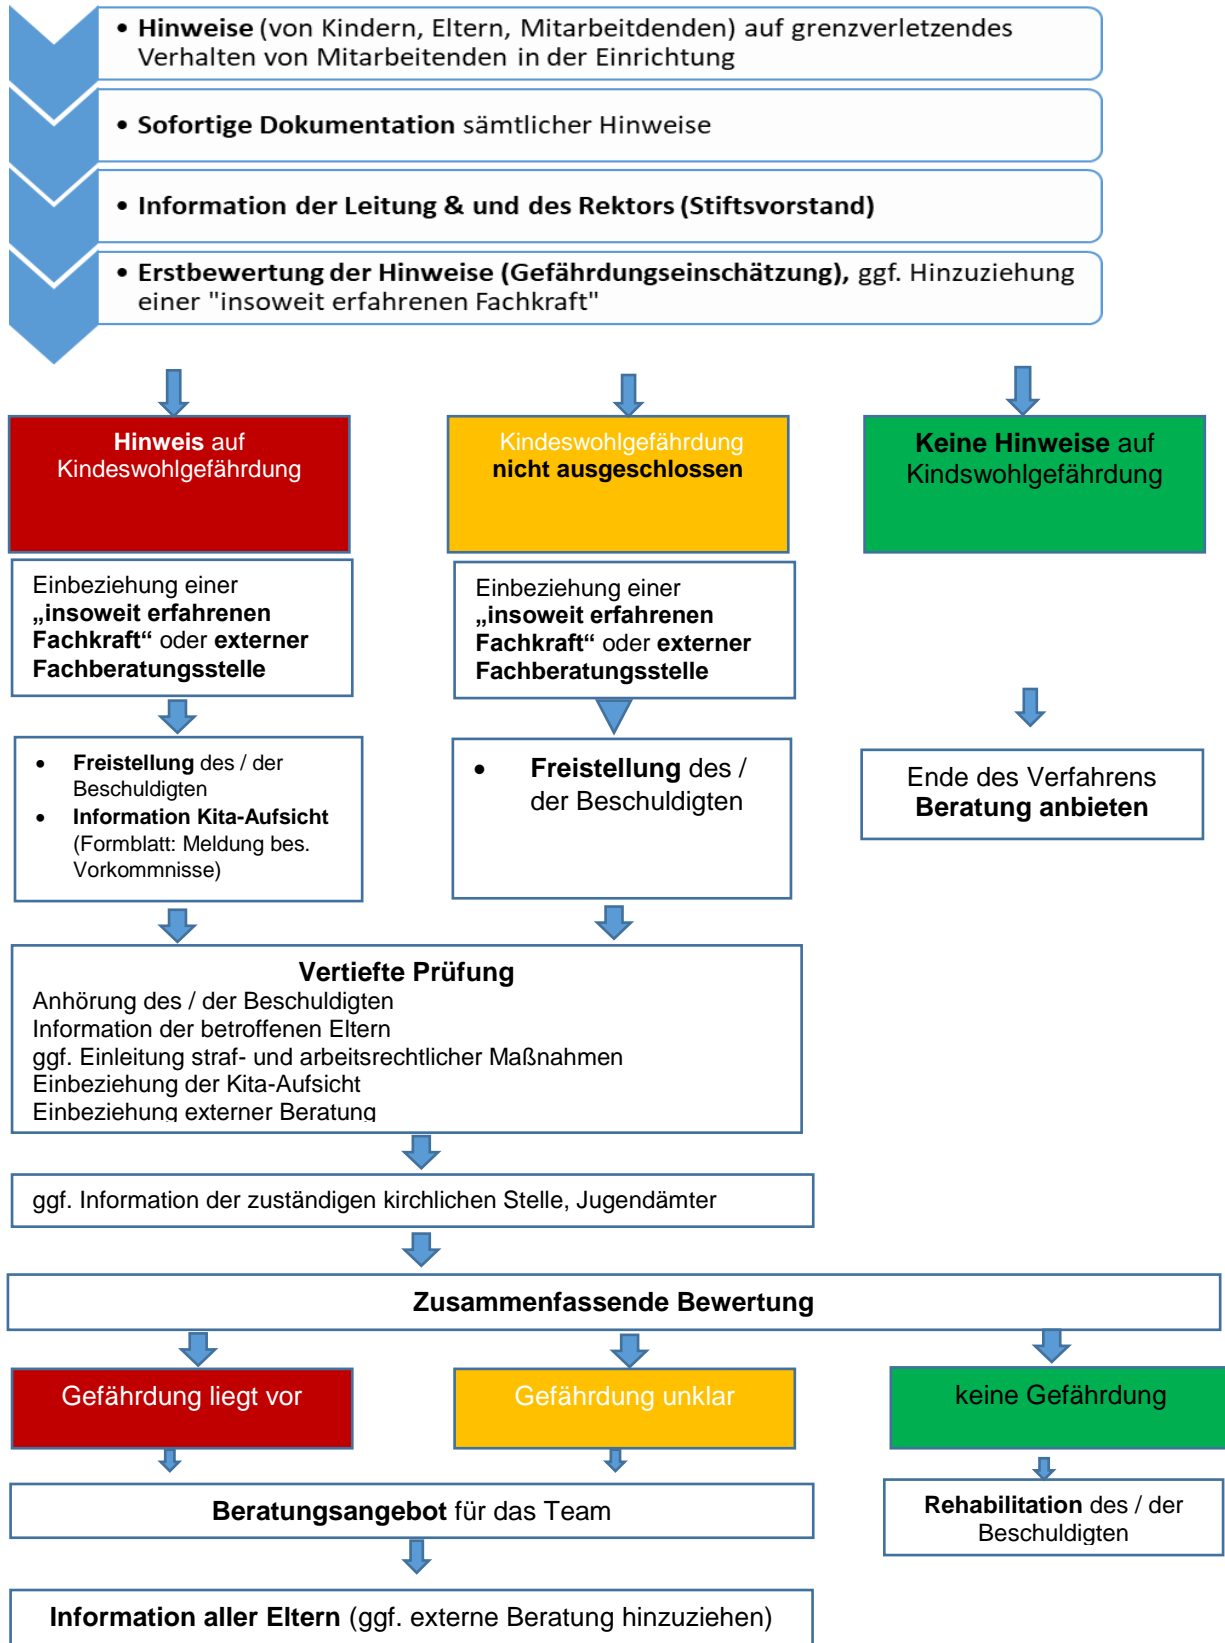 • Hinweise (von Kindern, Eltern, Mitarbeitdenden) auf grenzverletzendes
Verhalten von Mitarbeitenden in der Einrichtung
• Sofortige Dokumentation sämtlicher Hinweise
• Information der Leitung & und des Rektors (Stiftsvorstand)
• Erstbewertung der Hinweise (Gefährdungseinschätzung), ggf. Hinzuziehung
einer "insoweit erfahrenen Fachkraft"
Hinweis auf
Kindeswohlgefährdung
Kindeswohlgefährdung
nicht ausgeschlossen
Keine Hinweise auf
Kindswohlgefährdung
Einbeziehung einer
„insoweit erfahrenen
Fachkraft“ oder externer
Fachberatungsstelle
Einbeziehung einer
„insoweit erfahrenen
Fachkraft“ oder externer
Fachberatungsstelle
• Freistellung des / der
Beschuldigten
• Information Kita-Aufsicht
(Formblatt: Meldung bes.
Vorkommnisse)
• Freistellung des /
der Beschuldigten
Ende des Verfahrens
Beratung anbieten
Vertiefte Prüfung
Anhörung des / der Beschuldigten
Information der betroffenen Eltern
ggf. Einleitung straf- und arbeitsrechtlicher Maßnahmen
Einbeziehung der Kita-Aufsicht
Einbeziehung externer Beratung
ggf. Information der zuständigen kirchlichen Stelle, Jugendämter
Zusammenfassende Bewertung
Gefährdung liegt vor
Gefährdung unklar
keine Gefährdung
Beratungsangebot für das Team
Rehabilitation des / der
Beschuldigten
Information aller Eltern (ggf. externe Beratung hinzuziehen)